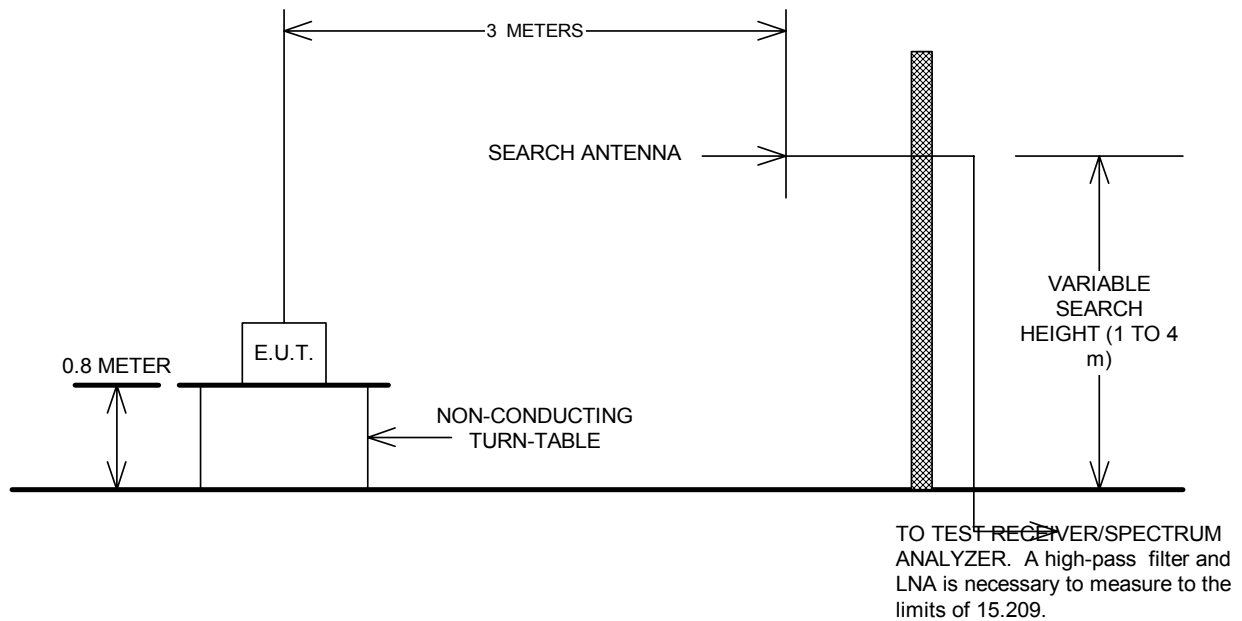 3 METERS
SEARCH ANTENNA
VARIABLE
SEARCH
HEIGHT (1 TO 4
m)
E.U.T.
0.8 METER
NON-CONDUCTING
TURN-TABLE
TO TEST RECEIVER/SPECTRUM
ANALYZER. A high-pass filter and
LNA is necessary to measure to the
limits of 15.209.